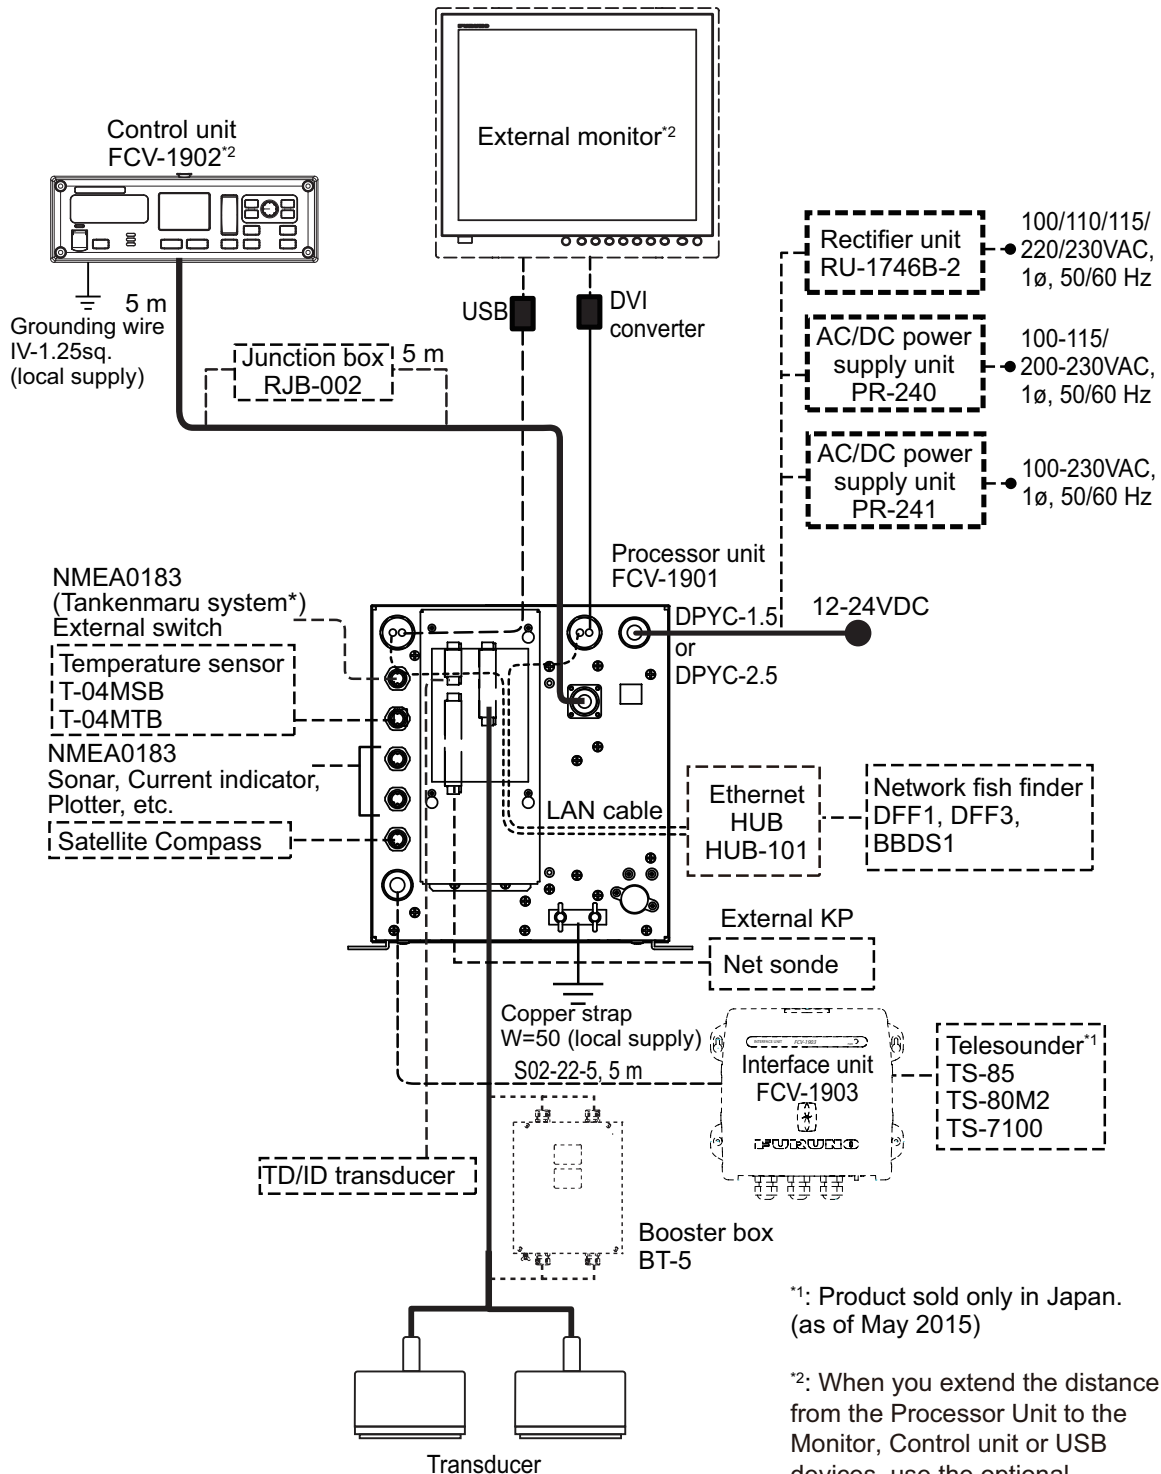 External monitor*2
Control unit
FCV-1902*2
5 m
Grounding wire
IV-1.25sq.
(local supply)
Junction box
RJB-002
5 m
USB
DVI
converter
Rectifier unit
RU-1746B-2
100/110/115/
220/230VAC,
1ø, 50/60 Hz
AC/DC power
supply unit
PR-240
100-115/
200-230VAC,
1ø, 50/60 Hz
AC/DC power
supply unit
PR-241
100-230VAC,
1ø, 50/60 Hz
Processor unit
FCV-1901
DPYC-1.5
or
DPYC-2.5
12-24VDC
NMEA0183
(Tankenmaru system*)
External switch
Temperature sensor
T-04MSB
T-04MTB
NMEA0183
Sonar, Current indicator,
Plotter, etc.
Satellite Compass
LAN cable
Ethernet
HUB
HUB-101
Network fish finder
DFF1, DFF3,
BBDS1
External KP
Net sonde
Copper strap
W=50 (local supply)
S02-22-5, 5 m
INTERFACE UNIT FCV-1903
Interface unit
FCV-1903
FURUNO
Telesounder*1
TS-85
TS-80M2
TS-7100
TD/ID transducer
Booster box
BT-5
Transducer
*1: Product sold only in Japan.
(as of May 2015)
*2: When you extend the distance
from the Processor Unit to the
Monitor, Control unit or USB
devices, use the optional